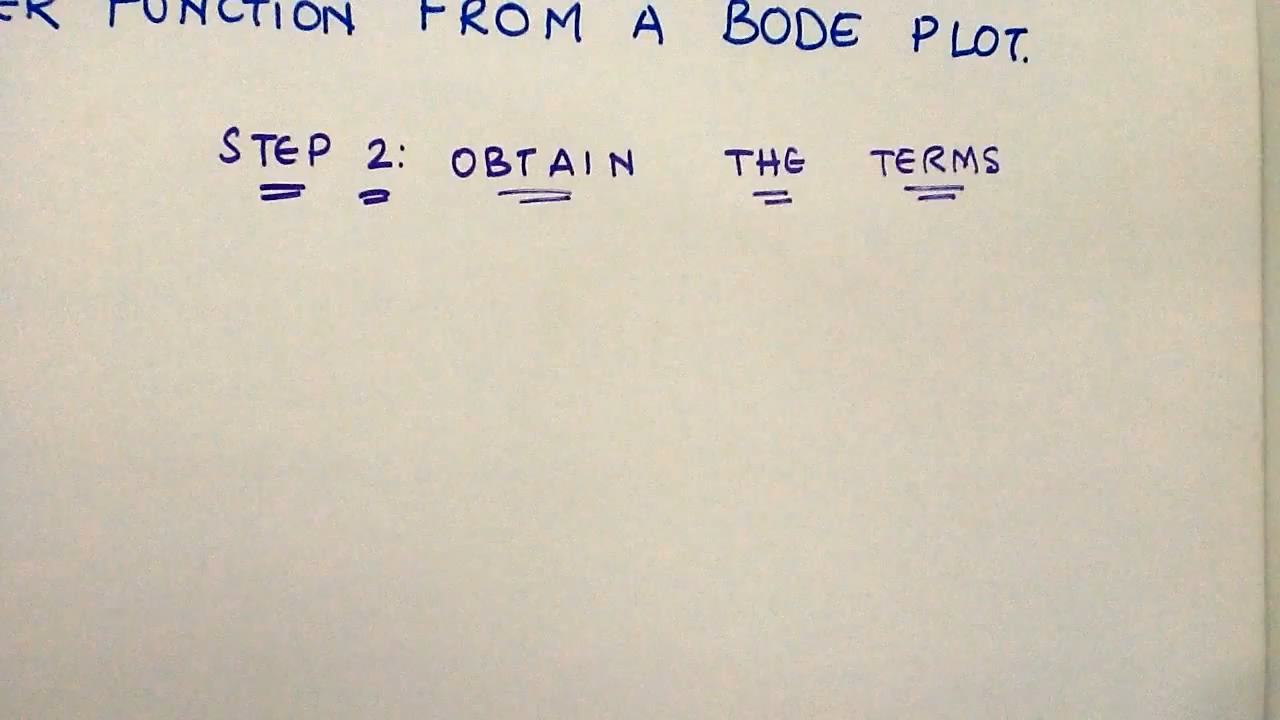 FUNCTION FROM A BODE PLOT.
STEP 2: OBTAIN THE TERMS